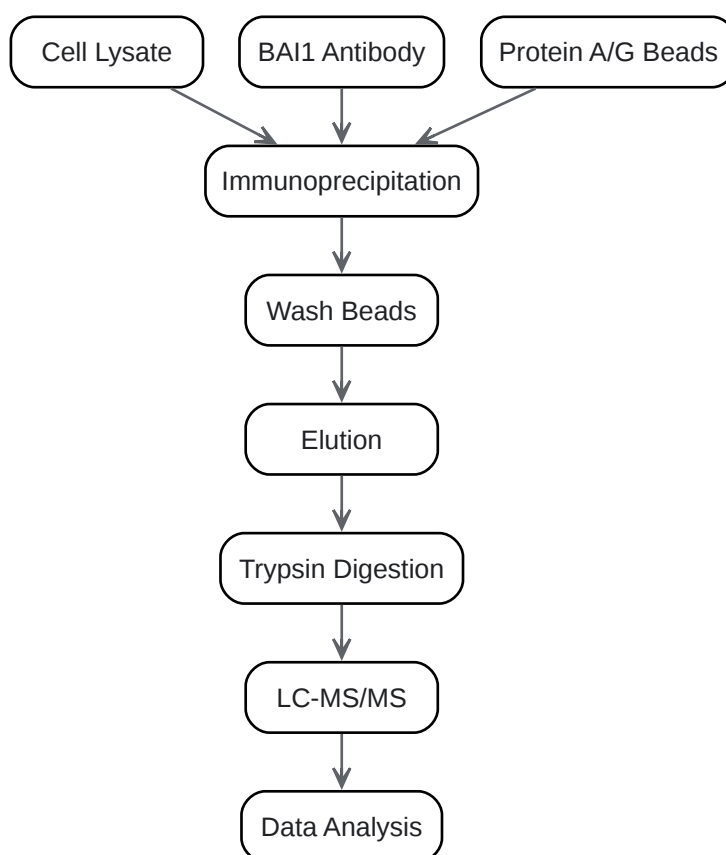 Cell Lysate
BAI1 Antibody
Protein A/G Beads
Immunoprecipitation
Wash Beads
Elution
Trypsin Digestion
LC-MS/MS
Data Analysis